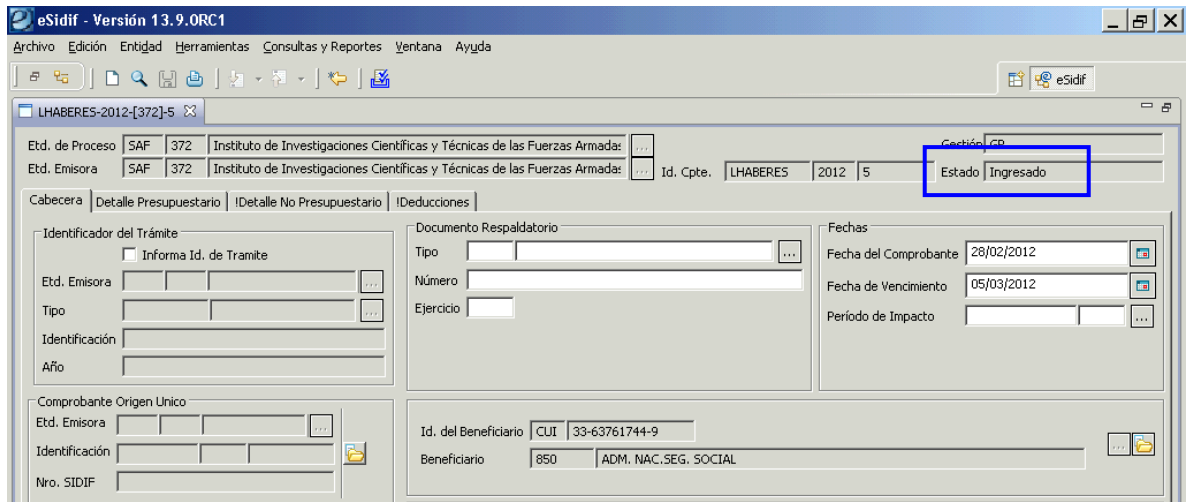 eSidif - Versión 13.9.0RC1
Archivo Edición Entidad Herramientas Consultas y Reportes Ventana Ayuda
eSidif
LHABERES-2012-[372]-5
Etd. de Proceso SAF 372 Instituto de Investigaciones Científicas y Técnicas de las Fuerzas Armadas ... Gestión GP
Etd. Emisora SAF 372 Instituto de Investigaciones Científicas y Técnicas de las Fuerzas Armadas ... Id. Cpte. LHABERES 2012 5 Estado Ingresado
Cabecera Detalle Presupuestario !Detalle No Presupuestario !Deducciones
Identificador del Trámite
Informa Id. de Tramite
Etd. Emisora ...
Tipo ...
Identificación
Año
Documento Respaldatorio
Tipo ...
Número
Ejercicio
Fechas
Fecha del Comprobante 28/02/2012
Fecha de Vencimiento 05/03/2012
Período de Impacto ...
Comprobante Origen Unico
Etd. Emisora ...
Identificación
Nro. SIDIF
Id. del Beneficiario CUI 33-63761744-9
Beneficiario 850 ADM. NAC.SEG. SOCIAL ...